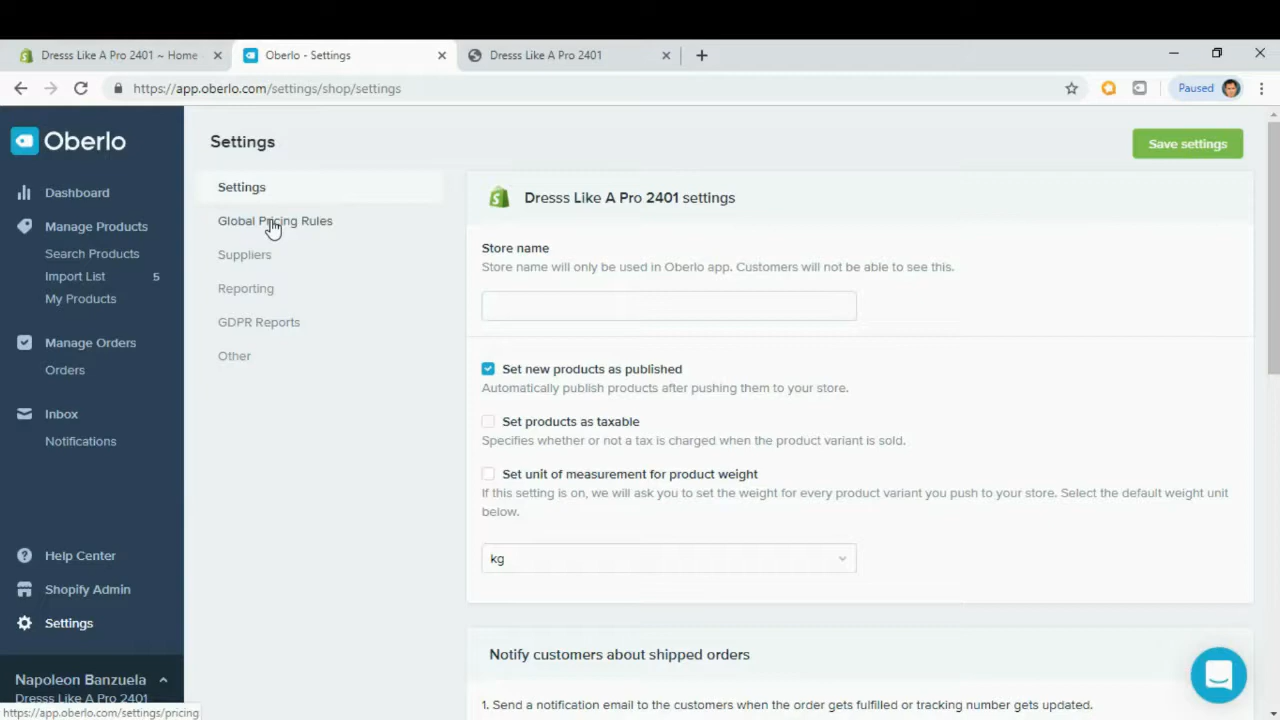 Dresss Like A Pro 2401 ~ Home
Oberlo - Settings
Dresss Like A Pro 2401
https://app.oberlo.com/settings/shop/settings
Paused
Oberlo
Dashboard
Manage Products
Search Products
Import List 5
My Products
Manage Orders
Orders
Inbox
Notifications
Help Center
Shopify Admin
Settings
Napoleon Banzuela
Dresss Like A Pro 2401
https://app.oberlo.com/settings/pricing
Settings
Save settings
Settings
Global Pricing Rules
Suppliers
Reporting
GDPR Reports
Other
Dresss Like A Pro 2401 settings
Store name
Store name will only be used in Oberlo app. Customers will not be able to see this.
Set new products as published
Automatically publish products after pushing them to your store.
Set products as taxable
Specifies whether or not a tax is charged when the product variant is sold.
Set unit of measurement for product weight
If this setting is on, we will ask you to set the weight for every product variant you push to your store. Select the default weight unit
below.
kg
Notify customers about shipped orders
1. Send a notification email to the customers when the order gets fulfilled or tracking number gets updated.